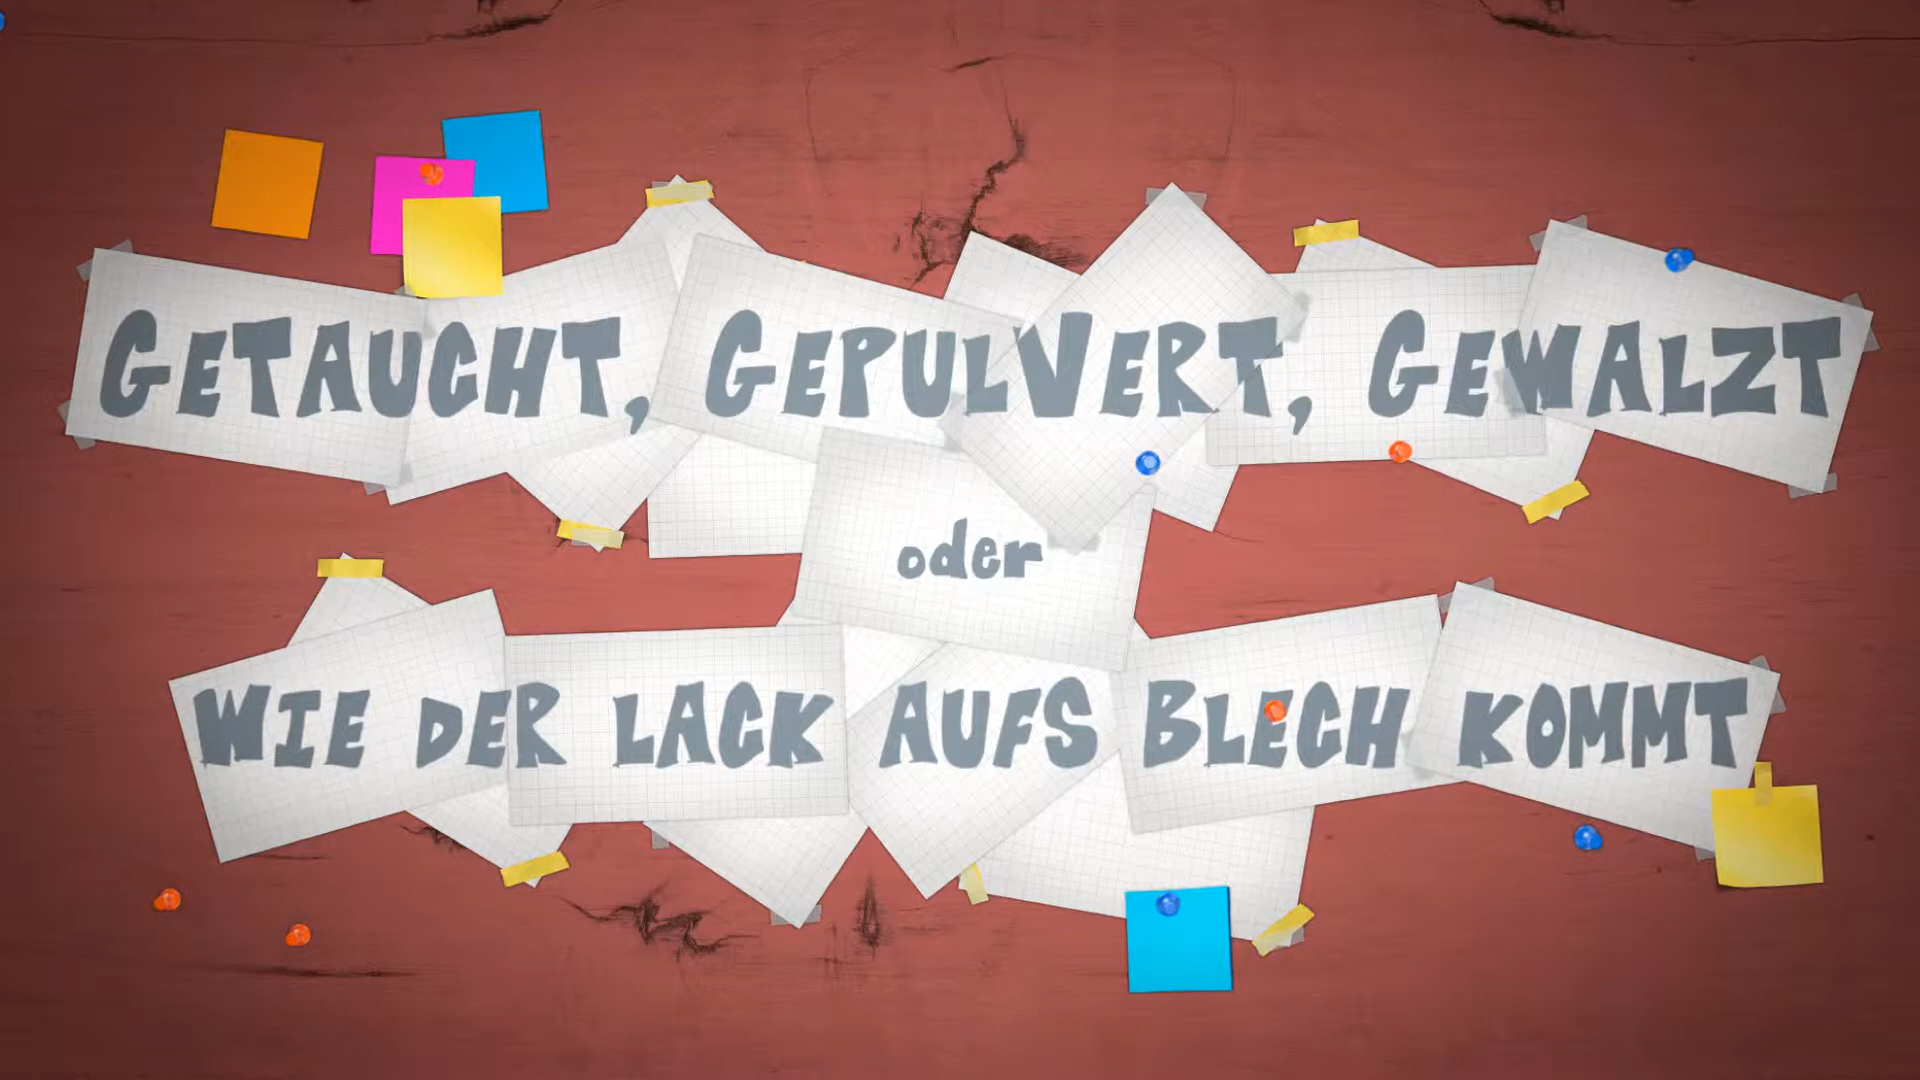 GETAUCHT, GEPULVERT, GEWALZT
oder
WIE DER LACK AUFS BLECH KOMMT